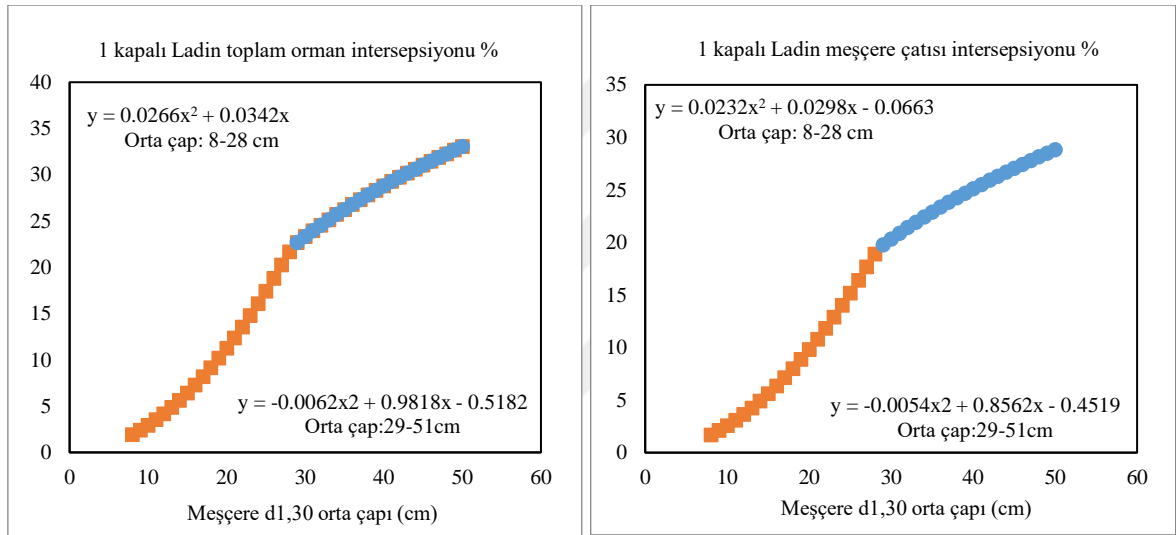 1 kapalı Ladin toplam orman intersepsiyonu %
40
35
30
25
20
15
10
5
0
y = 0.0266x² + 0.0342x
Orta çap: 8-28 cm
y = -0.0062x2 + 0.9818x - 0.5182
Orta çap:29-51cm
0 10 20 30 40 50 60
Meşçere d1,30 orta çapı (cm)
1 kapalı Ladin meşçere çatısı intersepsiyonu %
35
30
25
20
15
10
5
0
y = 0.0232x² + 0.0298x - 0.0663
Orta çap: 8-28 cm
y = -0.0054x2 + 0.8562x - 0.4519
Orta çap:29-51cm
0 10 20 30 40 50 60
Meşçere d1,30 orta çapı (cm)